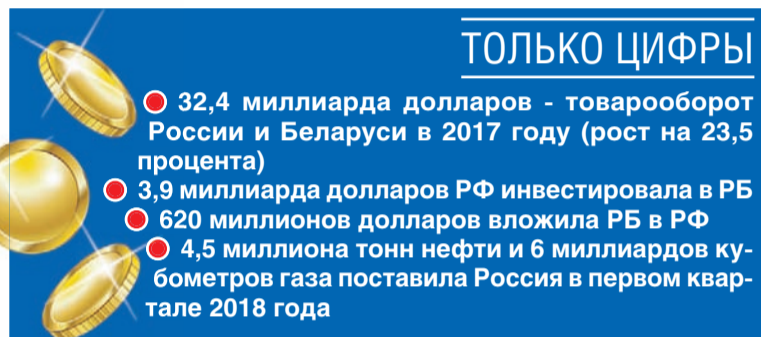 ТОЛЬКО ЦИФРЫ
● 32,4 миллиарда долларов - товарооборот
России и Беларуси в 2017 году (рост на 23,5
процента)
● 3,9 миллиарда долларов РФ инвестировала в РБ
● 620 миллионов долларов вложила РБ в РФ
● 4,5 миллиона тонн нефти и 6 миллиардов ку-
бометров газа поставила Россия в первом квар-
тале 2018 года